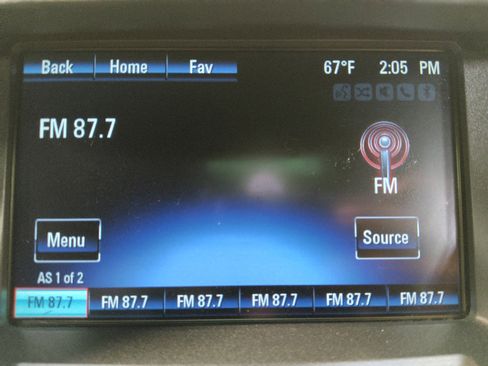 Back Home Fav 67°F 2:05 PM
FM 87.7
FM
Menu Source
AS 1 of 2
FM 87.7 FM 87.7 FM 87.7 FM 87.7 FM 87.7 FM 87.7